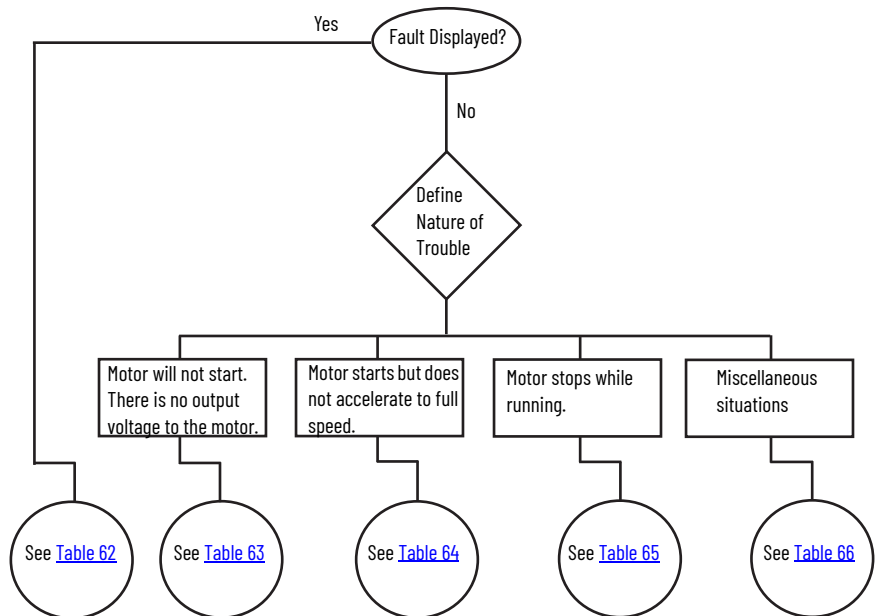 Yes
Fault Displayed?
No
Define
Nature of
Trouble
Motor will not start.
There is no output
voltage to the motor.
Motor starts but does
not accelerate to full
speed.
Motor stops while
running.
Miscellaneous
situations
See Table 62
See Table 63
See Table 64
See Table 65
See Table 66